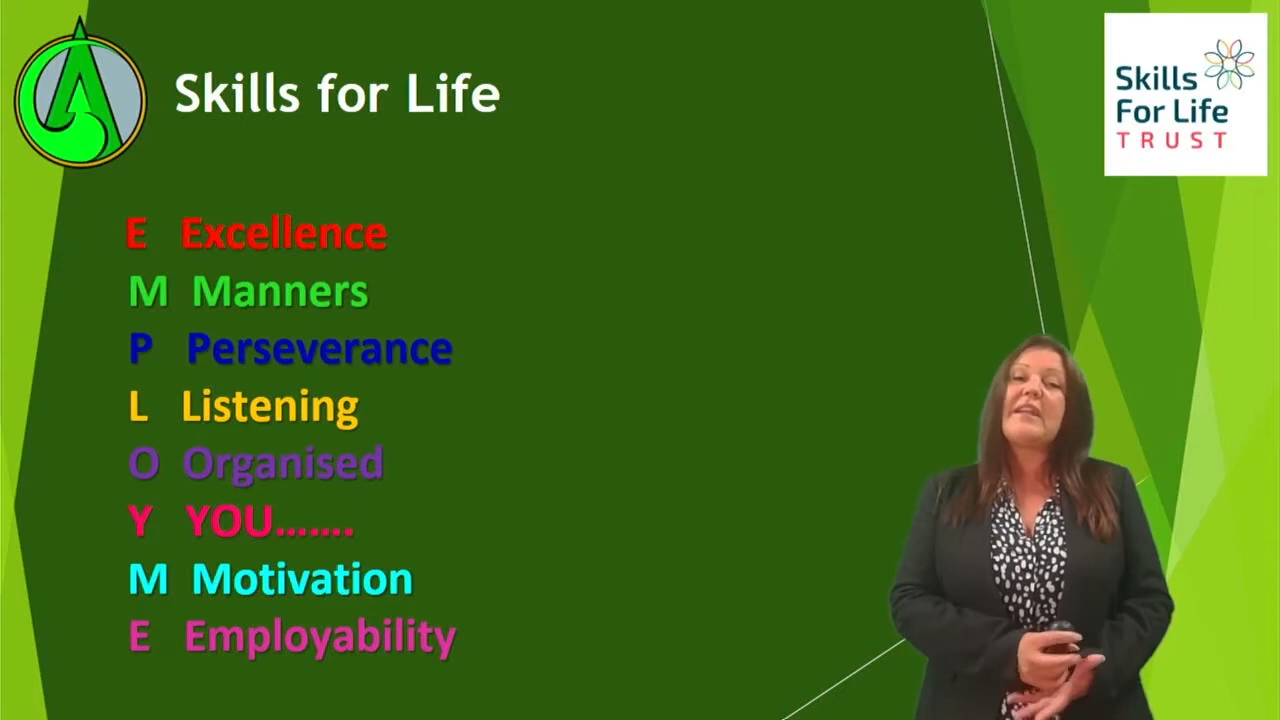 Skills for Life
Skills
For Life
TRUST
E Excellence
M Manners
P Perseverance
L Listening
O Organised
Y YOU.......
M Motivation
E Employability